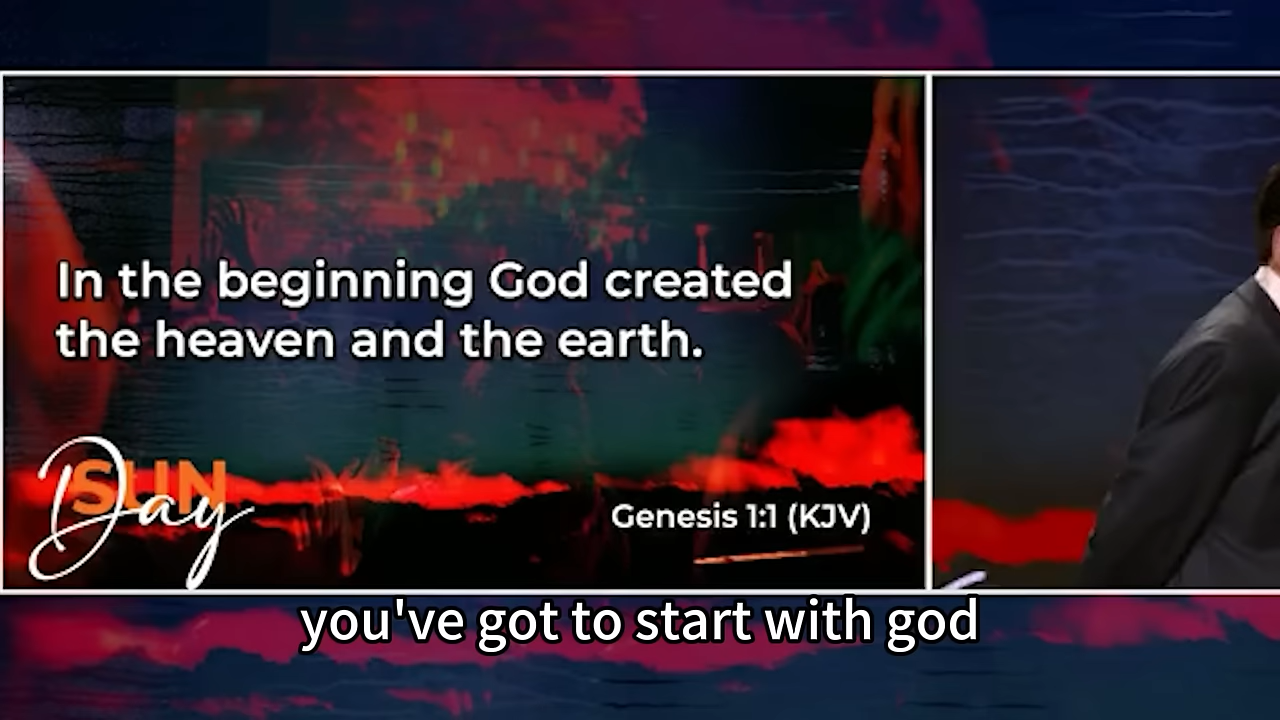 In the beginning God created
the heaven and the earth.
SUN
Day
Genesis 1:1 (KJV)
you've got to start with god